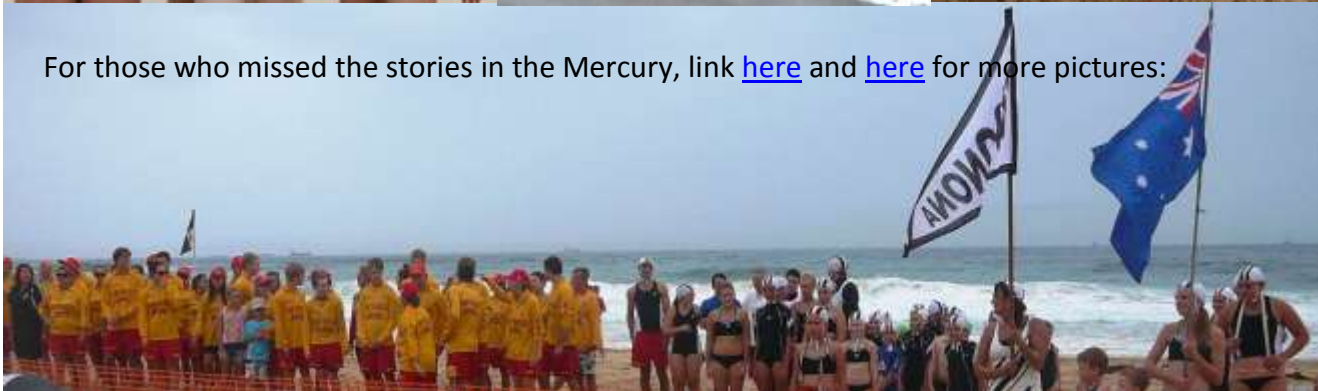 For those who missed the stories in the Mercury, link here and here for more pictures: